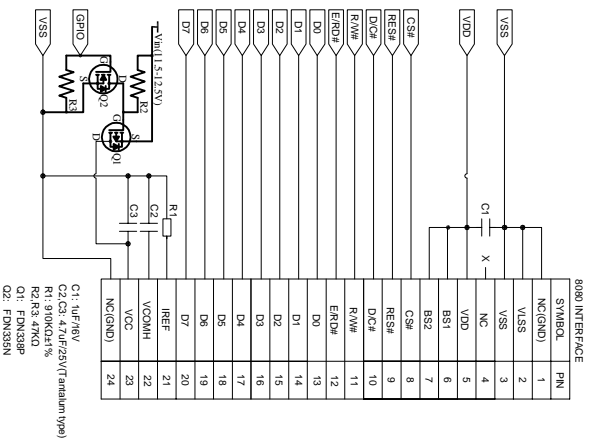 8080 INTERFACE
SYMBOL PIN
NC(GND) 1
VLSS 2
VSS 3
NC 4
VDD 5
BS1 6
BS2 7
CS# 8
RES# 9
D/C# 10
R/W# 11
E/RD# 12
D0 13
D1 14
D2 15
D3 16
D4 17
D5 18
D6 19
D7 20
IREF 21
VCOMH 22
VCC 23
NC(GND) 24
VSS
VDD
CS#
RES#
D/C#
R/W#
E/RD#
D0
D1
D2
D3
D4
D5
D6
D7
Vin(11.5-12.5V)
GPIO
VSS
C1
X
R1
C2
C3
R2
G
S
D
Q1
G
S
D
Q2
R3
C1: 1uF/16V
C2,C3: 4.7uF/25V(Tantalum type)
R1: 910KΩ±1%
R2,R3: 47KΩ
Q1: FDN338P
Q2: FDN335N